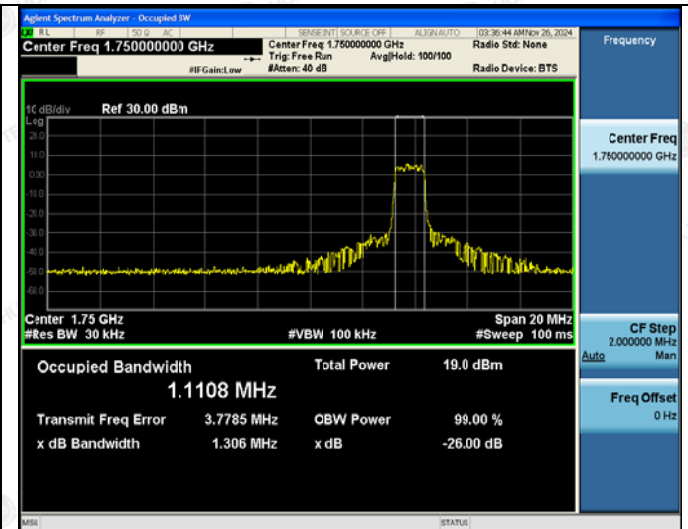 Agilent Spectrum Analyzer - Occupied BW
RL RF 50 Ω AC SENSE:INT SOURCE OFF ALIGN AUTO 03:36:44 AM Nov 26, 2024
Center Freq 1.750000000 GHz
Center Freq: 1.750000000 GHz
Radio Std: None
Trig: Free Run Avg|Hold: 100/100
#IFGain:Low #Atten: 40 dB Radio Device: BTS
Frequency
10 dB/div Ref 30.00 dBm
Log
20.0
10.0
0.00
-10.0
-20.0
-30.0
-40.0
-50.0
-60.0
Center 1.75 GHz Span 20 MHz
#Res BW 30 kHz #VBW 100 kHz #Sweep 100 ms
Occupied Bandwidth Total Power 19.0 dBm
1.1108 MHz
Transmit Freq Error 3.7785 MHz OBW Power 99.00 %
x dB Bandwidth 1.306 MHz x dB -26.00 dB
Center Freq
1.750000000 GHz
CF Step
2.000000 MHz
Auto Man
Freq Offset
0 Hz
MSG STATUS